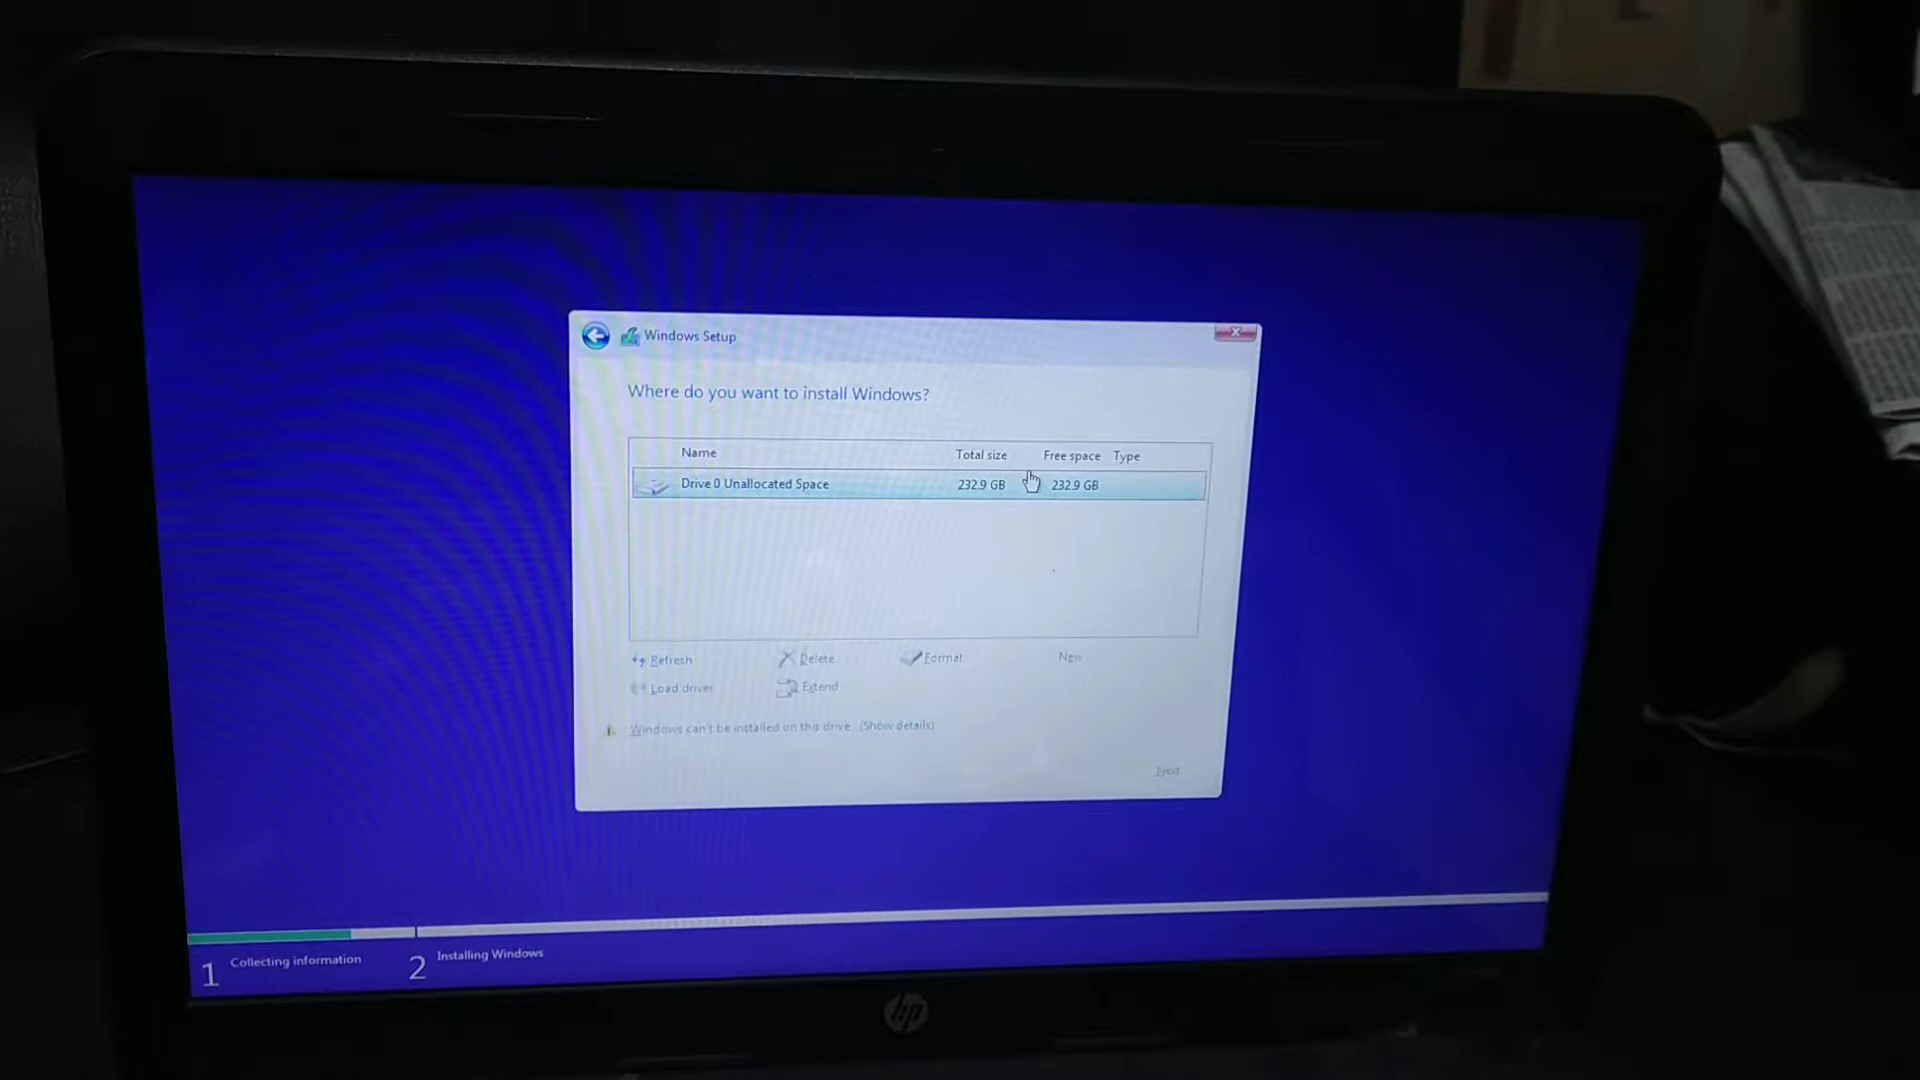 Windows Setup
Where do you want to install Windows?
Name Total size Free space Type
Drive 0 Unallocated Space 232.9 GB 232.9 GB
Refresh Delete Format New
Load driver Extend
Windows can't be installed on this drive. (Show details)
Next
1 Collecting information 2 Installing Windows
hp